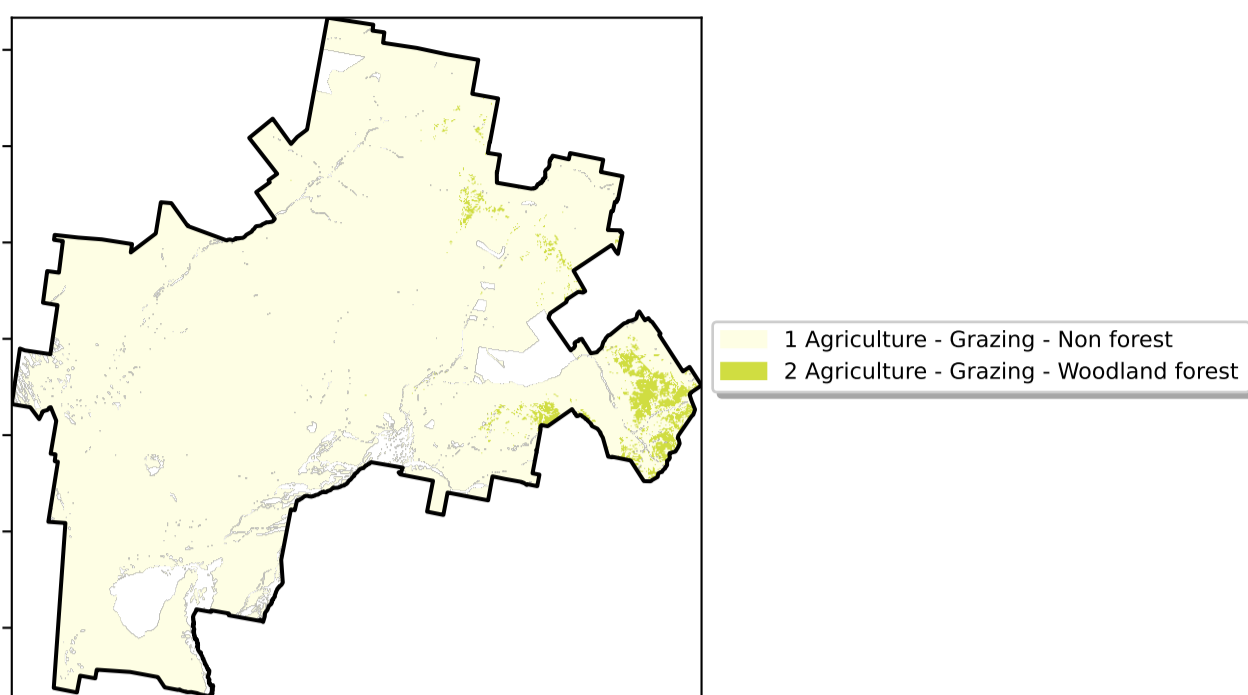 1 Agriculture - Grazing - Non forest
2 Agriculture - Grazing - Woodland forest